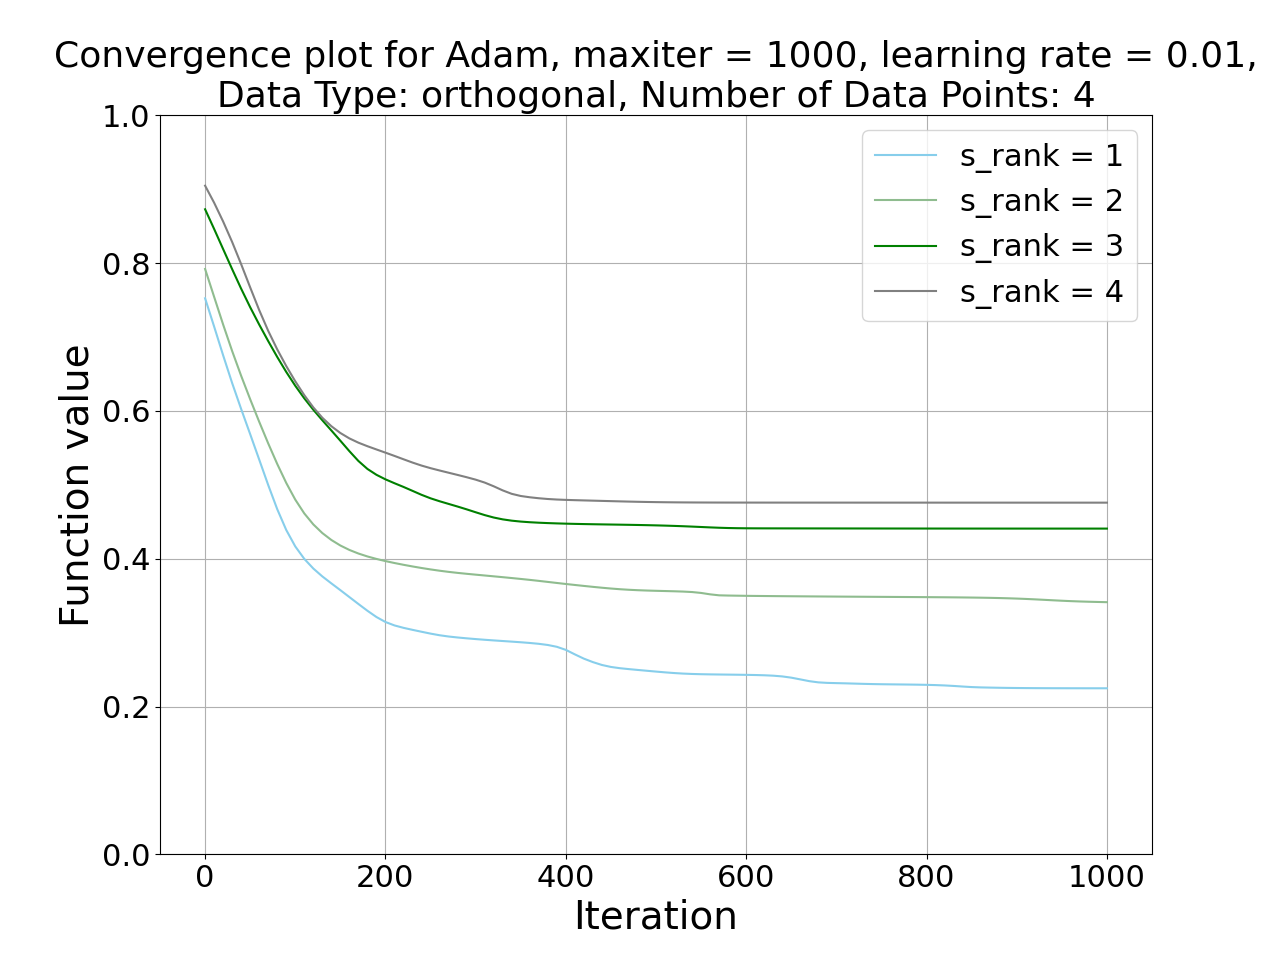 Convergence plot for Adam, maxiter = 1000, learning rate = 0.01,
Data Type: orthogonal, Number of Data Points: 4
1.0
0.8
0.6
0.4
0.2
0.0
Function value
s_rank = 1
s_rank = 2
s_rank = 3
s_rank = 4
0 200 400 600 800 1000
Iteration